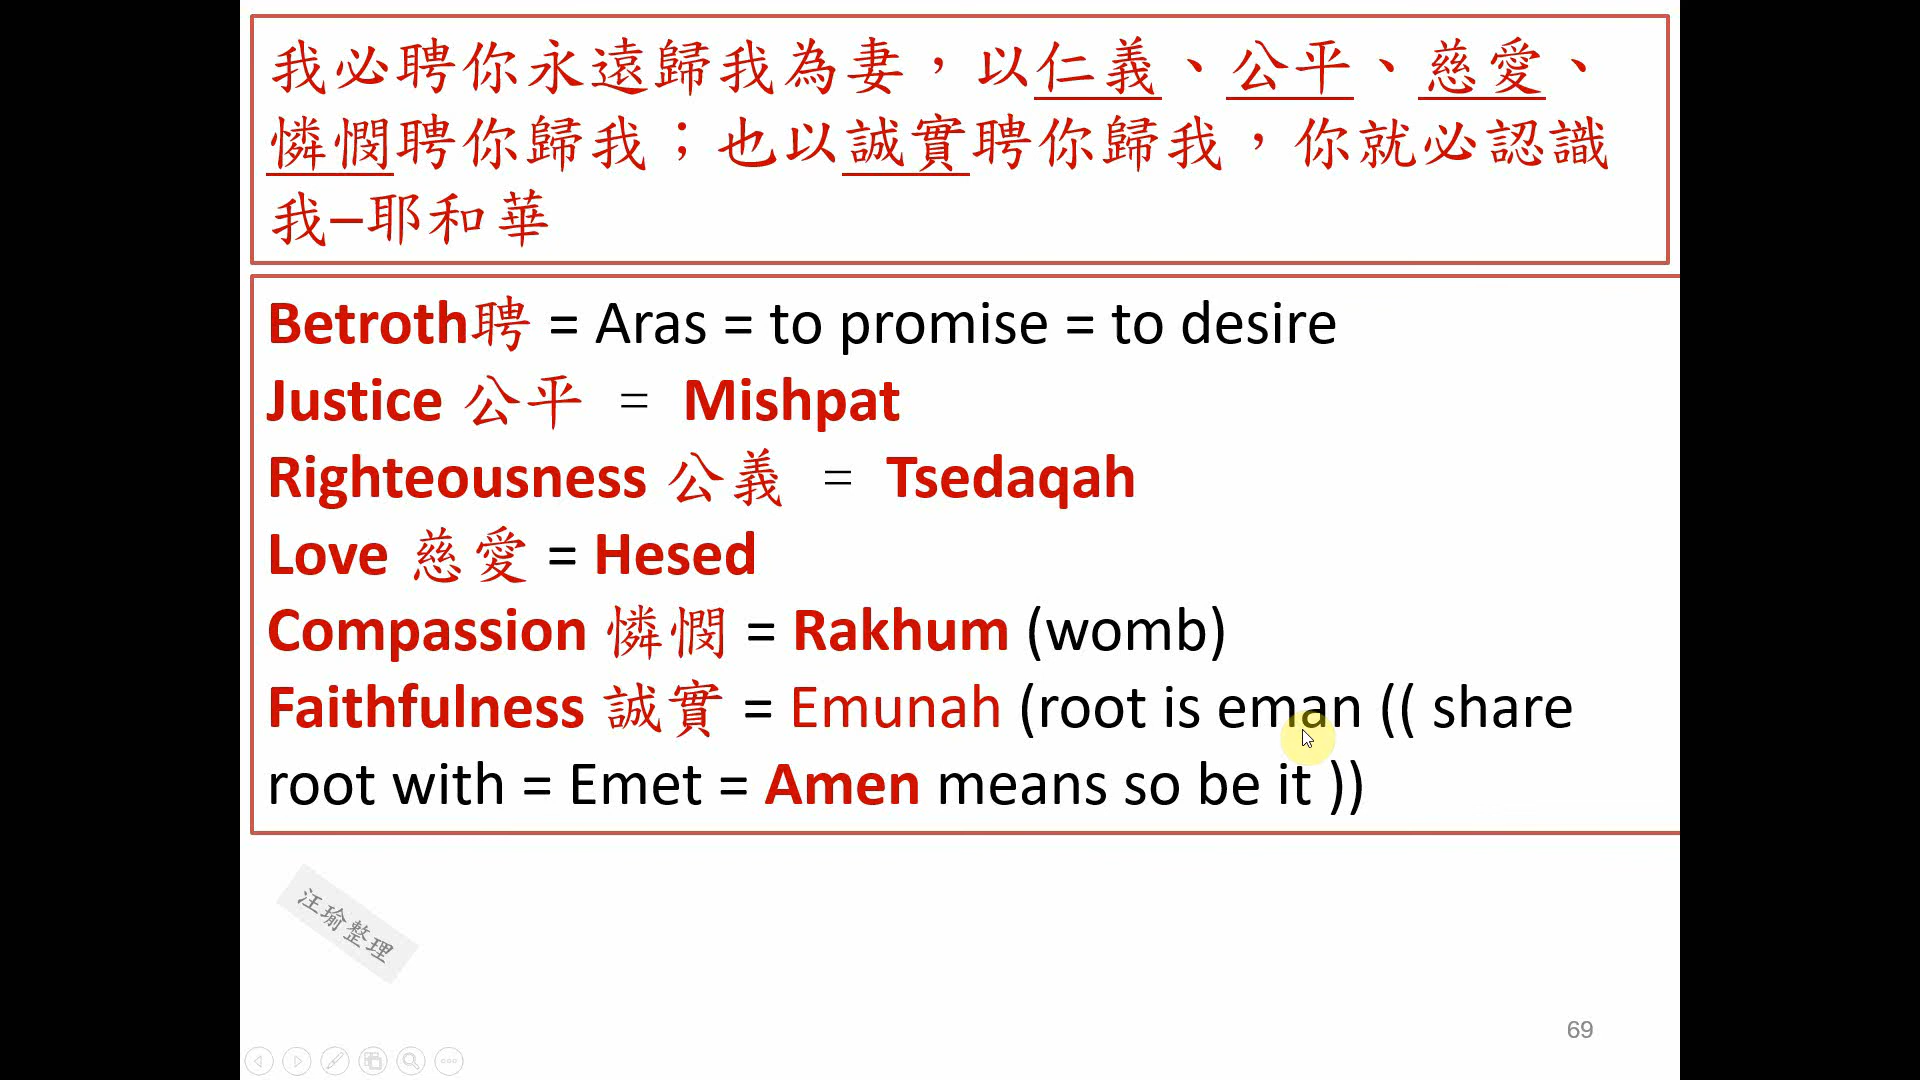 我必聘你永遠歸我為妻，以仁義、公平、慈愛、
憐憫聘你歸我；也以誠實聘你歸我，你就必認識
我–耶和華
Betroth聘 = Aras = to promise = to desire
Justice 公平 = Mishpat
Righteousness 公義 = Tsedaqah
Love 慈愛 = Hesed
Compassion 憐憫 = Rakhum (womb)
Faithfulness 誠實 = Emunah (root is eman (( share
root with = Emet = Amen means so be it ))
汪瑜整理
69